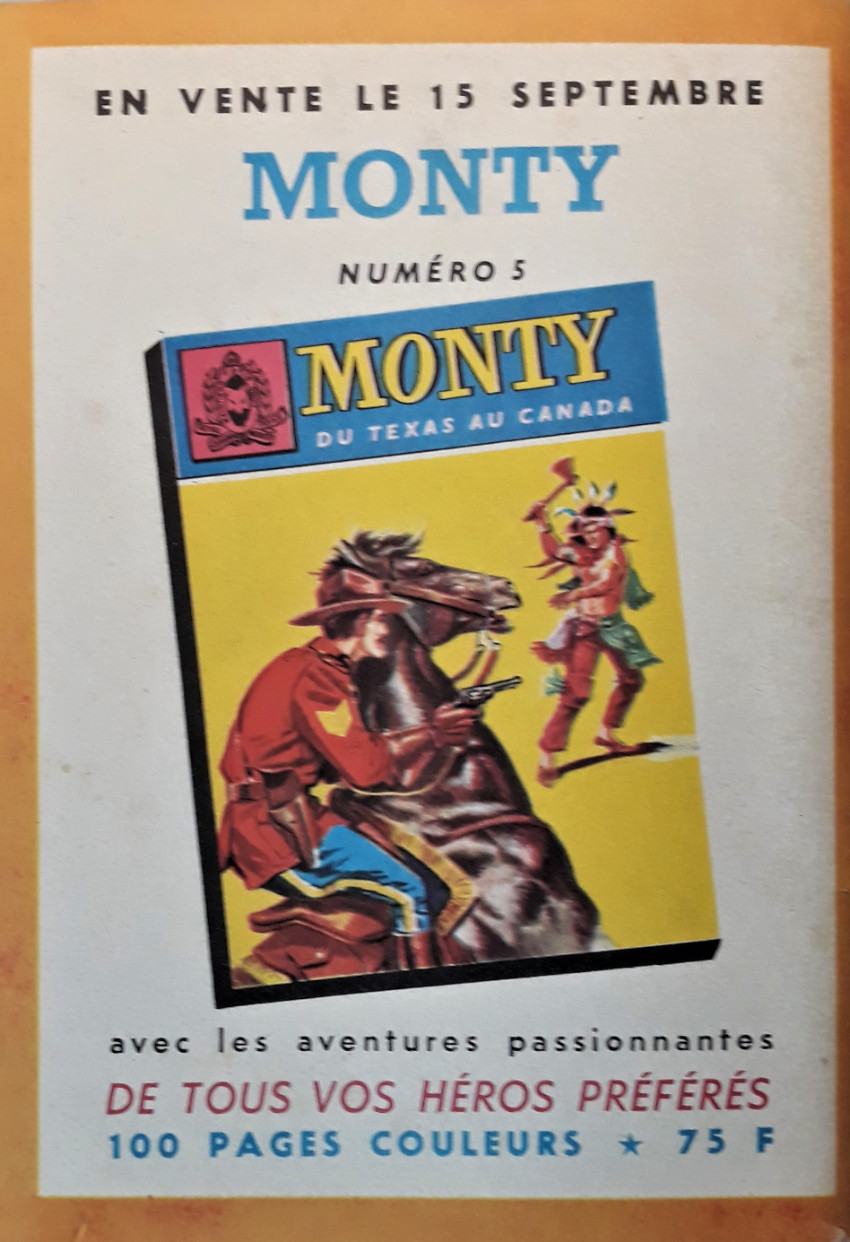 EN VENTE LE 15 SEPTEMBRE
MONTY
NUMÉRO 5
MONTY
DU TEXAS AU CANADA
avec les aventures passionnantes
DE TOUS VOS HÉROS PRÉFÉRÉS
100 PAGES COULEURS ★ 75 F